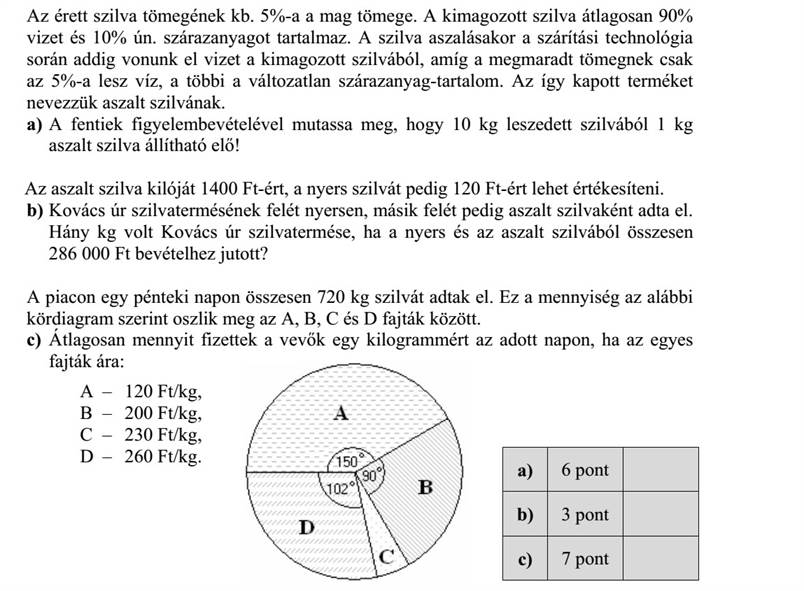 Az érett szilva tömegének kb. 5%-a a mag tömege. A kimagozott szilva átlagosan 90%
vizet és 10% ún. szárazanyagot tartalmaz. A szilva aszalásakor a szárítási technológia
során addig vonunk el vizet a kimagozott szilvából, amíg a megmaradt tömegnek csak
az 5%-a lesz víz, a többi a változatlan szárazanyag-tartalom. Az így kapott terméket
nevezzük aszalt szilvának.
a) A fentiek figyelembevételével mutassa meg, hogy 10 kg leszedett szilvából 1 kg
aszalt szilva állítható elő!
Az aszalt szilva kilóját 1400 Ft-ért, a nyers szilvát pedig 120 Ft-ért lehet értékesíteni.
b) Kovács úr szilvatermésének felét nyersen, másik felét pedig aszalt szilvaként adta el.
Hány kg volt Kovács úr szilvatermése, ha a nyers és az aszalt szilvából összesen
286 000 Ft bevételhez jutott?
A piacon egy pénteki napon összesen 720 kg szilvát adtak el. Ez a mennyiség az alábbi
kördiagram szerint oszlik meg az A, B, C és D fajták között.
c) Átlagosan mennyit fizettek a vevők egy kilogrammért az adott napon, ha az egyes
fajták ára:
A – 120 Ft/kg,
B – 200 Ft/kg,
C – 230 Ft/kg,
D – 260 Ft/kg.
A
150°
90°
102°
B
D
C
a) 6 pont
b) 3 pont
c) 7 pont